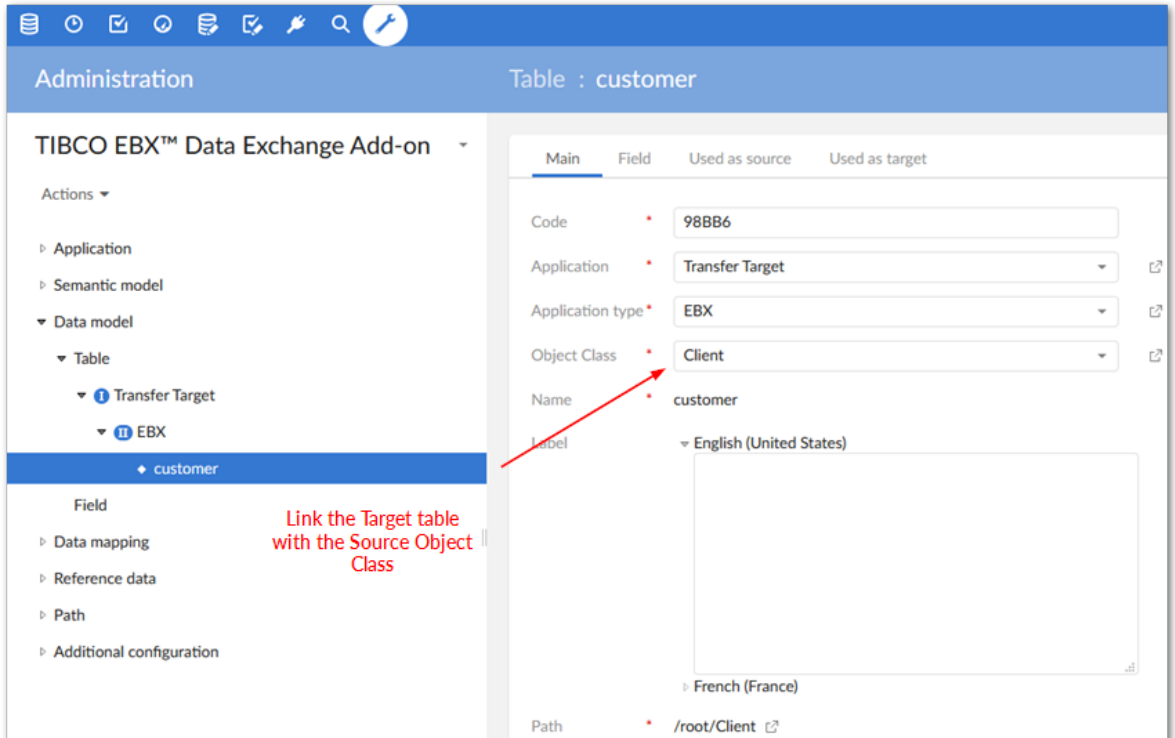 Administration
Table : customer
TIBCO EBX™ Data Exchange Add-on
Actions
Application
Semantic model
Data model
Table
I Transfer Target
II EBX
customer
Field
Data mapping
Reference data
Path
Additional configuration
Link the Target table
with the Source Object
Class
Main Field Used as source Used as target
Code * 98BB6
Application * Transfer Target
Application type * EBX
Object Class * Client
Name * customer
Label English (United States)
French (France)
Path * /root/Client